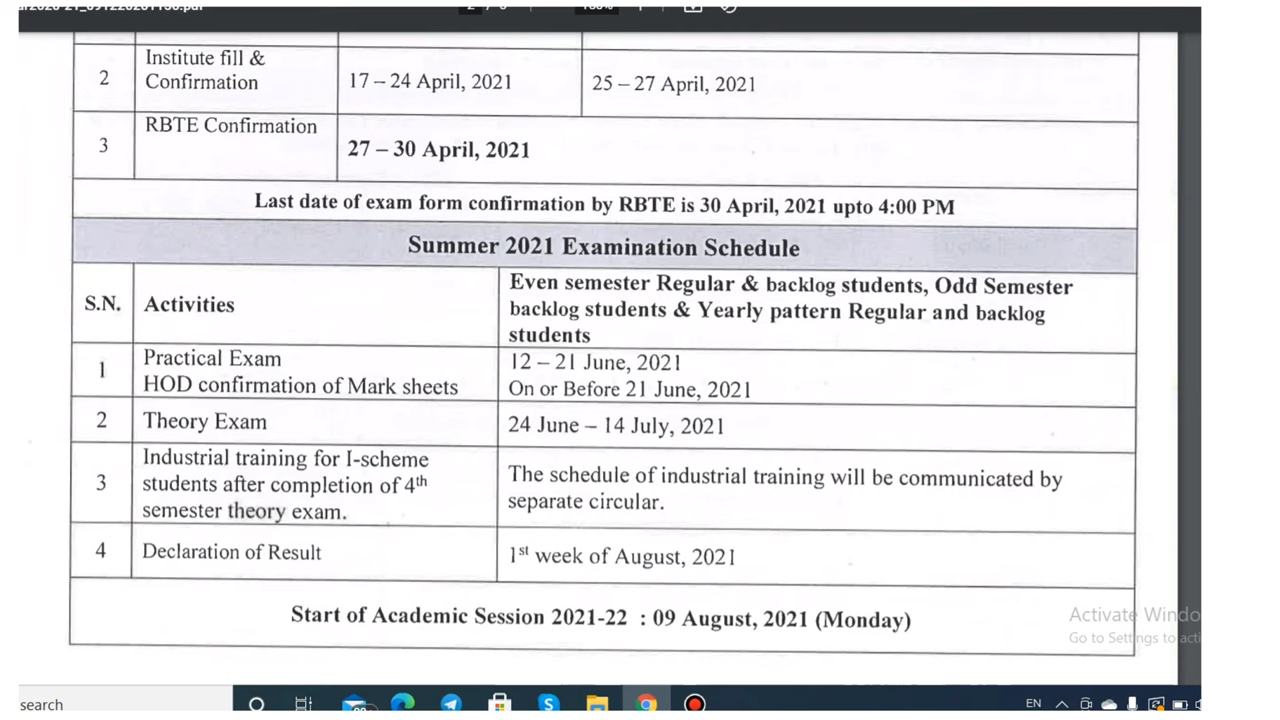 2
Institute fill &
Confirmation
17 – 24 April, 2021
25 – 27 April, 2021
3
RBTE Confirmation
27 – 30 April, 2021
Last date of exam form confirmation by RBTE is 30 April, 2021 upto 4:00 PM
Summer 2021 Examination Schedule
S.N.
Activities
Even semester Regular & backlog students, Odd Semester
backlog students & Yearly pattern Regular and backlog
students
1
Practical Exam
HOD confirmation of Mark sheets
12 – 21 June, 2021
On or Before 21 June, 2021
2
Theory Exam
24 June – 14 July, 2021
3
Industrial training for I-scheme
students after completion of 4th
semester theory exam.
The schedule of industrial training will be communicated by
separate circular.
4
Declaration of Result
1st week of August, 2021
Start of Academic Session 2021-22 : 09 August, 2021 (Monday)
Activate Windo
Go to Settings to acti
search
EN